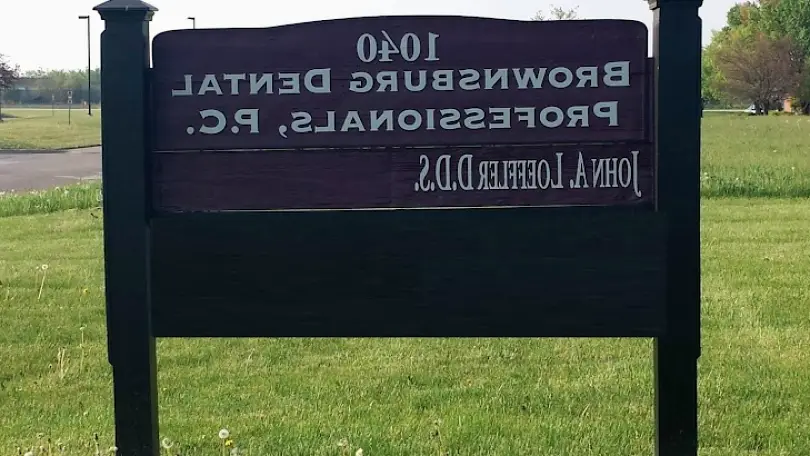 1040
BROWNSBURG DENTAL
PROFESSIONALS, P.C.
JOHN A. LOEFFLER D.D.S.